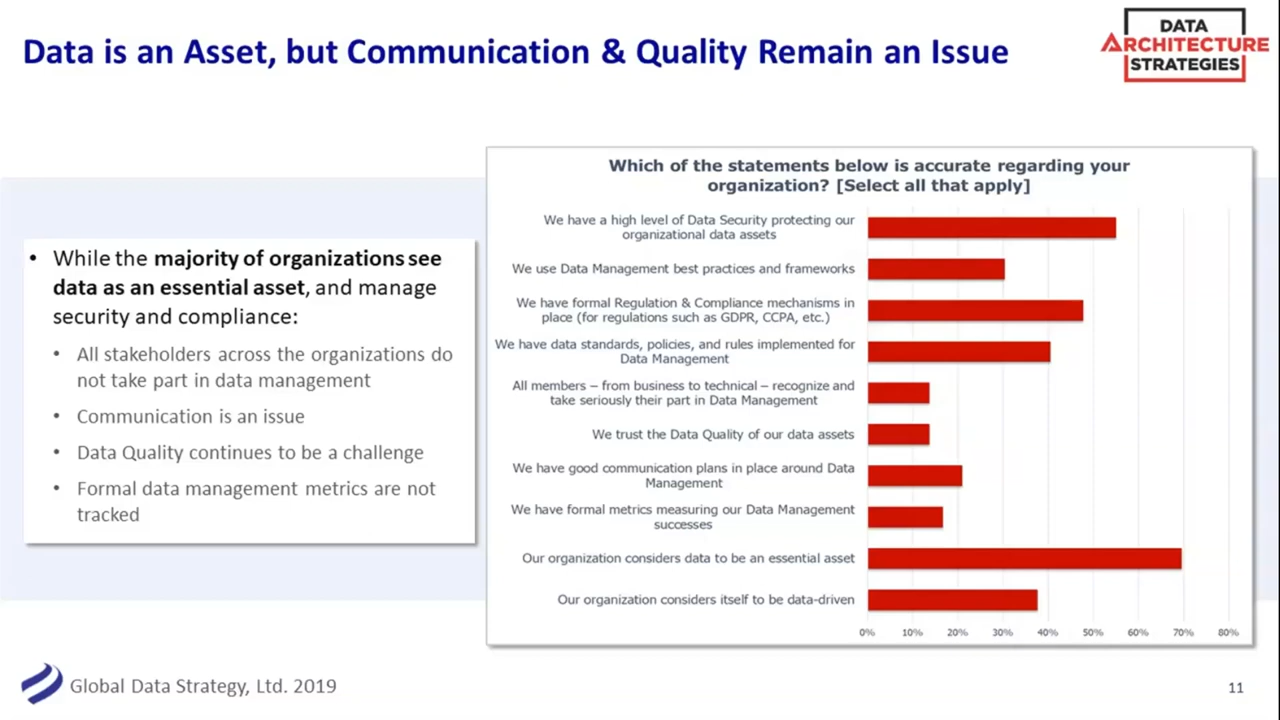 Data is an Asset, but Communication & Quality Remain an Issue
DATA
ARCHITECTURE
STRATEGIES
• While the majority of organizations see
data as an essential asset, and manage
security and compliance:
• All stakeholders across the organizations do
not take part in data management
• Communication is an issue
• Data Quality continues to be a challenge
• Formal data management metrics are not
tracked
Which of the statements below is accurate regarding your
organization? [Select all that apply]
We have a high level of Data Security protecting our
organizational data assets
We use Data Management best practices and frameworks
We have formal Regulation & Compliance mechanisms in
place (for regulations such as GDPR, CCPA, etc.)
We have data standards, policies, and rules implemented for
Data Management
All members – from business to technical – recognize and
take seriously their part in Data Management
We trust the Data Quality of our data assets
We have good communication plans in place around Data
Management
We have formal metrics measuring our Data Management
successes
Our organization considers data to be an essential asset
Our organization considers itself to be data-driven
0% 10% 20% 30% 40% 50% 60% 70% 80%
Global Data Strategy, Ltd. 2019
11